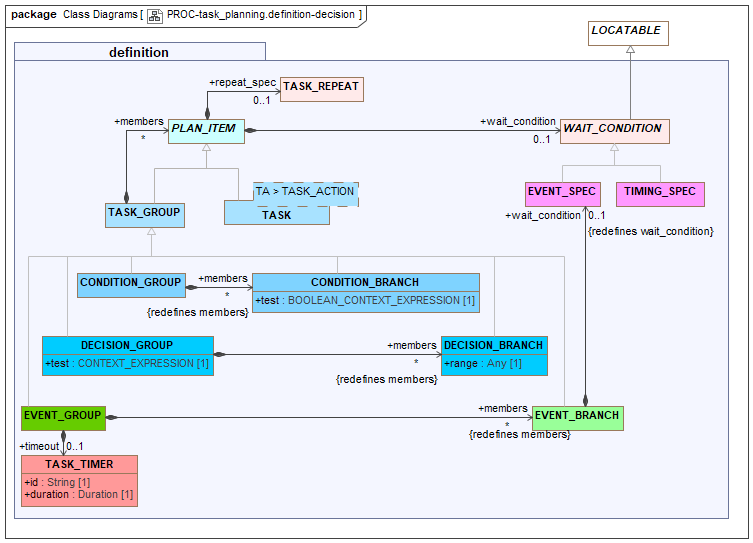 package Class Diagrams [ PROC-task_planning.definition-decision ]
LOCATABLE
definition
+repeat_spec
TASK_REPEAT
0..1
+members
*
PLAN_ITEM
+wait_condition
0..1
WAIT_CONDITION
TA > TASK_ACTION
TASK
TASK_GROUP
EVENT_SPEC
TIMING_SPEC
+wait_condition
0..1
{redefines wait_condition}
CONDITION_GROUP
+members
*
{redefines members}
CONDITION_BRANCH
+test : BOOLEAN_CONTEXT_EXPRESSION [1]
DECISION_GROUP
+test : CONTEXT_EXPRESSION [1]
+members
*
{redefines members}
DECISION_BRANCH
+range : Any [1]
EVENT_GROUP
+members
*
{redefines members}
EVENT_BRANCH
+timeout
0..1
TASK_TIMER
+id : String [1]
+duration : Duration [1]